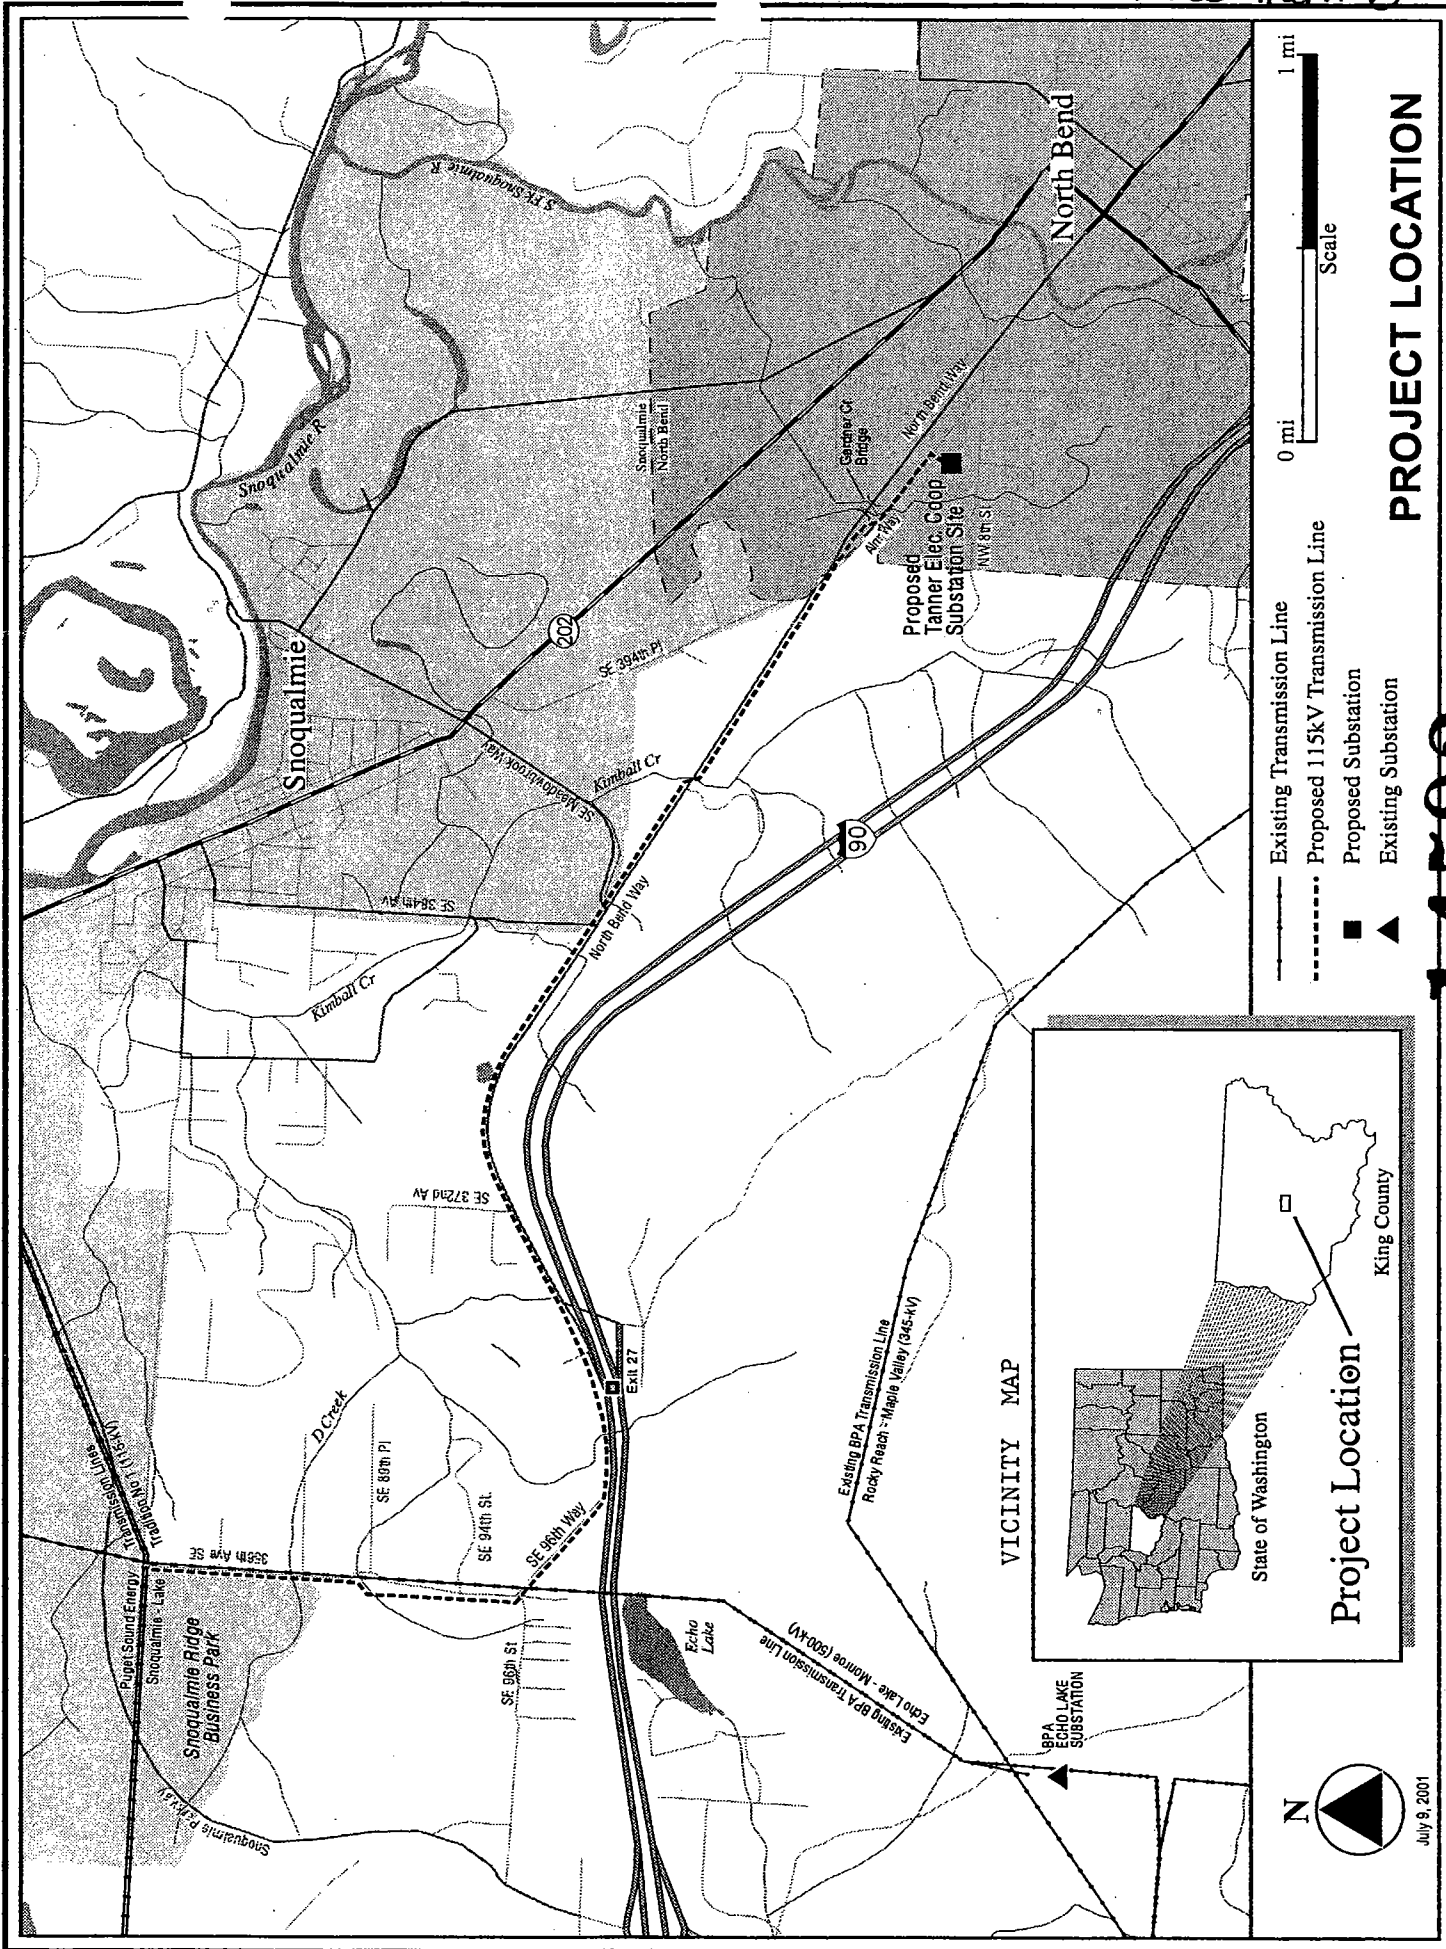 Snoqualmie Parkway
Snoqualmie Ridge
Business Park
Puget Sound Energy
Transmission Lines
Snoqualmie - Lake
Tradition No 1 (115-kV)
356th Ave SE
SE 96th St
SE 96th Way
SE 94th St.
SE 89th Pl
D Creek
SE 372nd Av
Exit 27
Echo
Lake
Existing BPA Transmission Line
Echo Lake - Monroe (500-kV)
BPA
ECHO LAKE
SUBSTATION
Existing BPA Transmission Line
Rocky Reach - Maple Valley (345-kV)
Kimball Cr
SE 384th Av
North Bend Way
Kimball Cr
SE Meadowbrook Way
Snoqualmie
SE 394th Pl
202
90
Snoqualmie R
S Fk Snoqualmie R
Snoqualmie
North Bend
Gardner Cr
Bridge
North Bend Way
Alm Way
NW 8th St
Proposed
Tanner Elec. Coop
Substation Site
North Bend
N
July 9, 2001
VICINITY MAP
State of Washington
King County
Project Location
Existing Transmission Line
Proposed 115kV Transmission Line
Proposed Substation
Existing Substation
0 mi
1 mi
Scale
PROJECT LOCATION